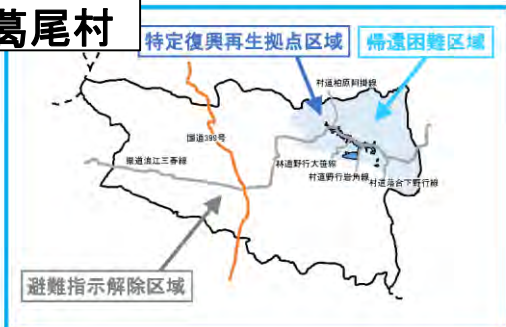 葛尾村
特定復興再生拠点区域
帰還困難区域
村道柏原阿掛線
国道399号
県道浪江三春線
林道野行大笹線
村道野行岩角線
村道落合下野行線
避難指示解除区域